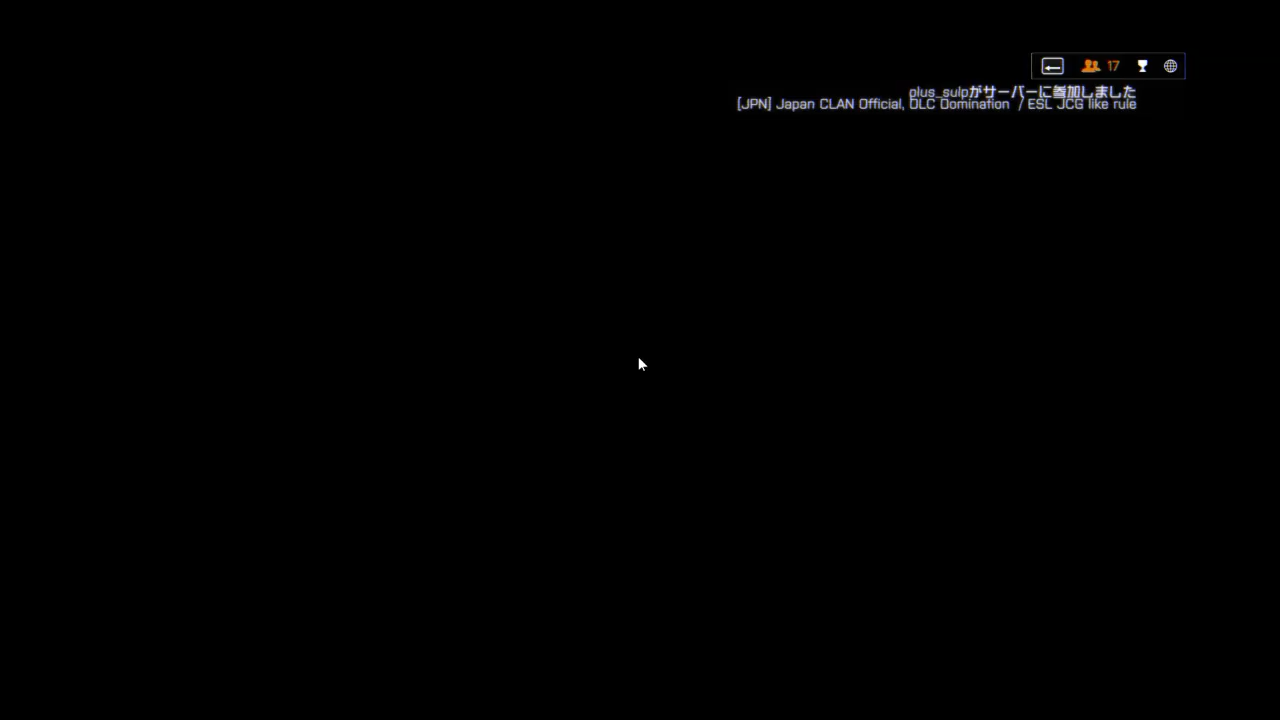 17
plus_sulpがサーバーに参加しました
[JPN] Japan CLAN Official, DLC Domination / ESL JCG like rule